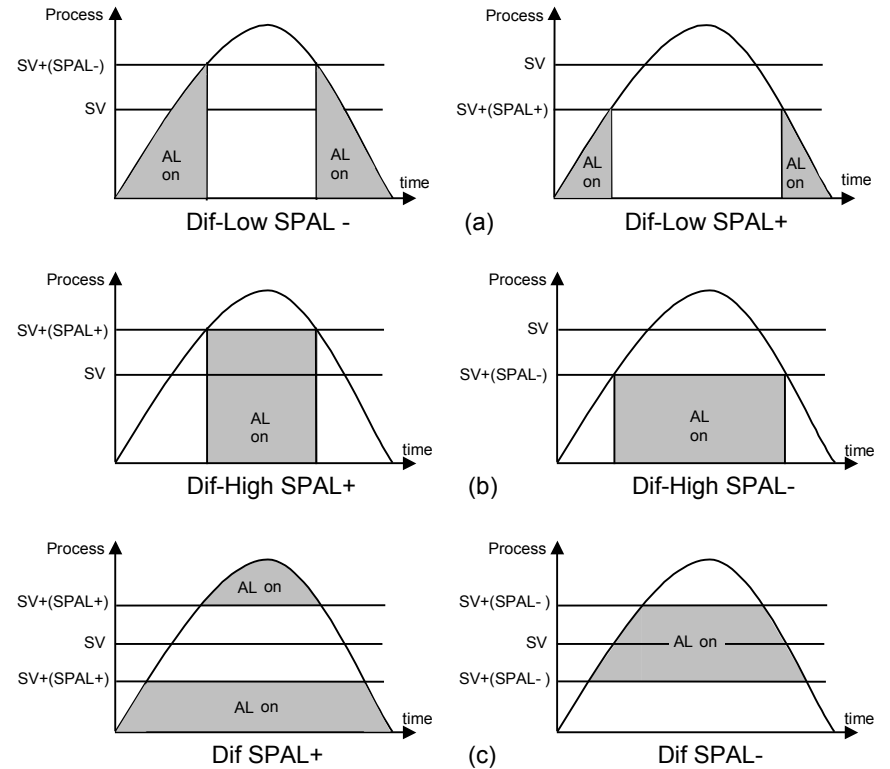 Process
SV+(SPAL-)
SV
AL
on
AL
on
time
Dif-Low SPAL -
(a)
Process
SV
SV+(SPAL+)
AL
on
AL
on
time
Dif-Low SPAL+
Process
SV+(SPAL+)
SV
AL
on
time
Dif-High SPAL+
(b)
Process
SV
SV+(SPAL-)
AL
on
time
Dif-High SPAL-
Process
SV+(SPAL+)
SV
SV+(SPAL+)
AL on
AL on
time
Dif SPAL+
(c)
Process
SV+(SPAL- )
SV
SV+(SPAL- )
AL on
time
Dif SPAL-